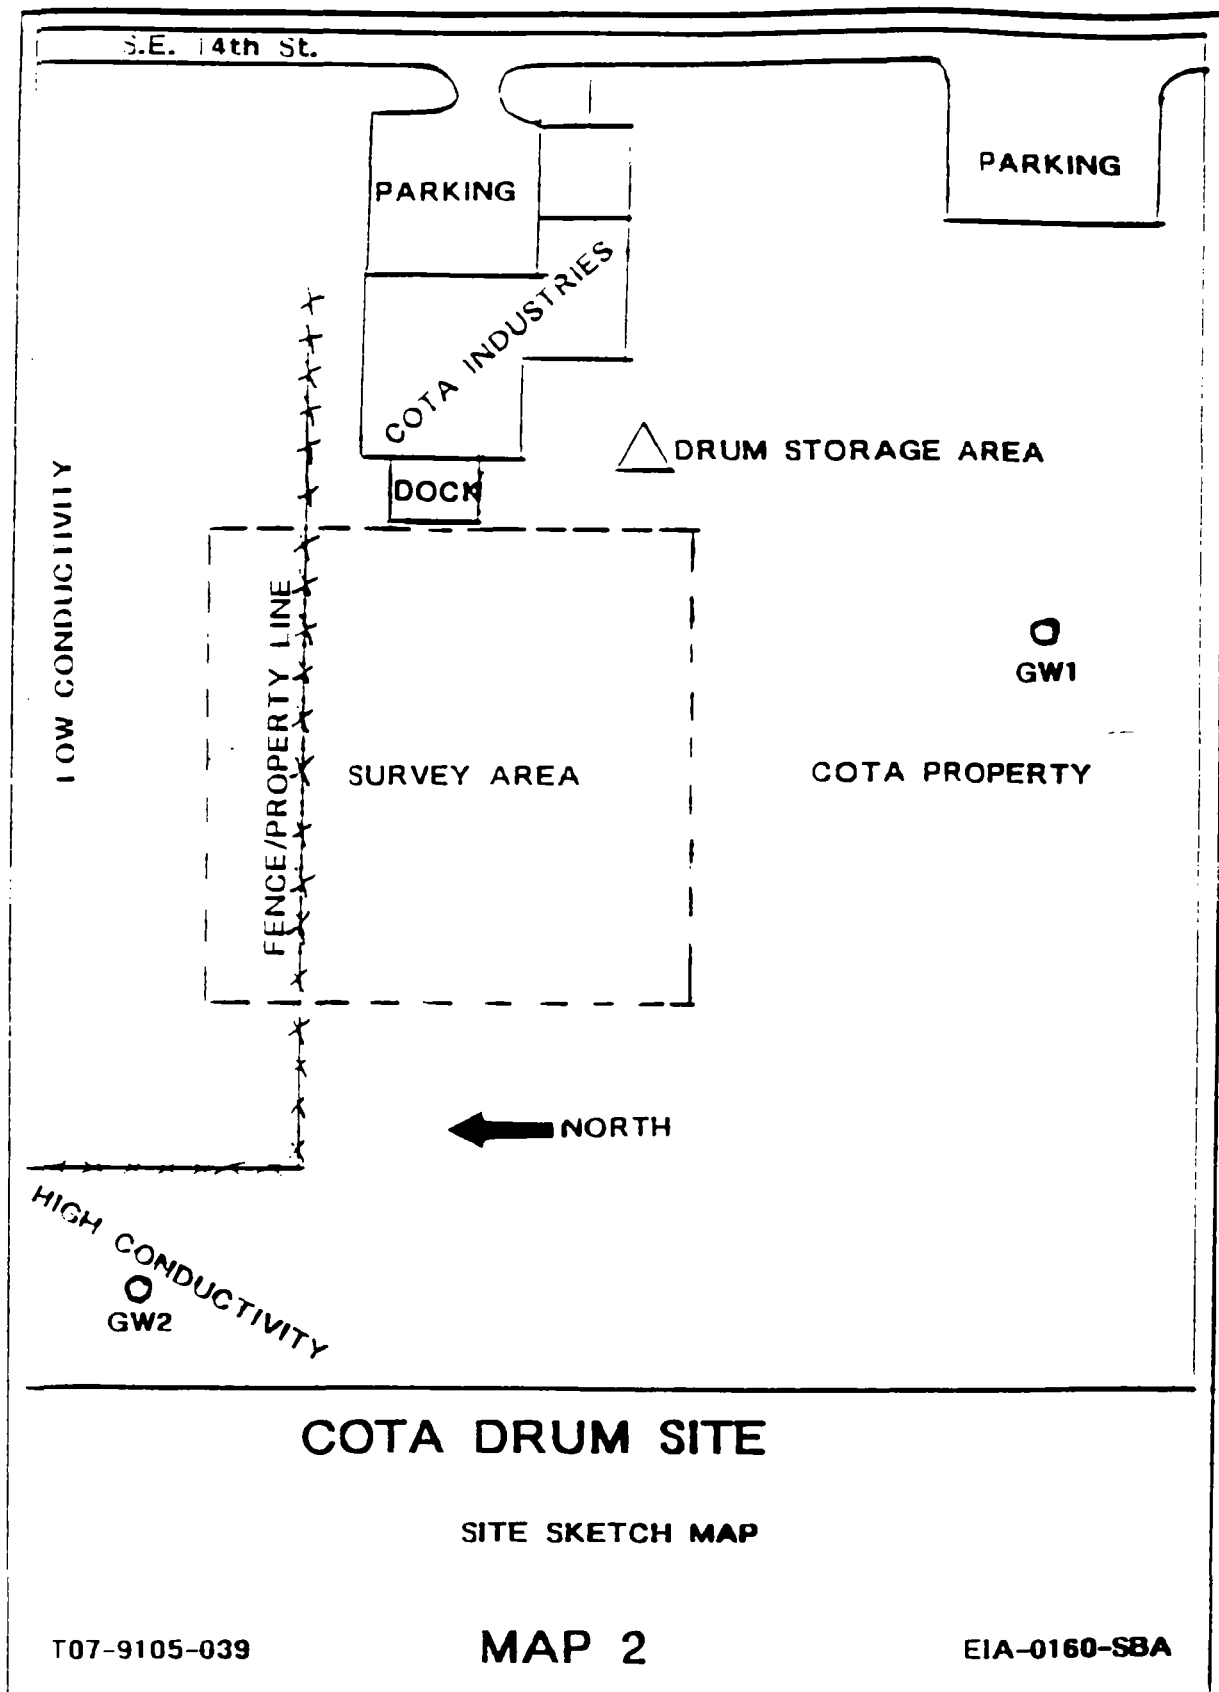 S.E. 14th St.
PARKING
PARKING
COTA INDUSTRIES
DRUM STORAGE AREA
DOCK
LOW CONDUCTIVITY
FENCE/PROPERTY LINE
GW1
SURVEY AREA
COTA PROPERTY
NORTH
HIGH CONDUCTIVITY
GW2
COTA DRUM SITE
SITE SKETCH MAP
T07-9105-039
MAP 2
EIA-0160-SBA